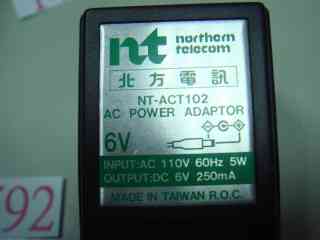 nt northern telecom
北方電訊
NT-ACT102
AC POWER ADAPTOR
6V
INPUT:AC 110V 60Hz 5W
OUTPUT:DC 6V 250mA
MADE IN TAIWAN R.O.C.
92